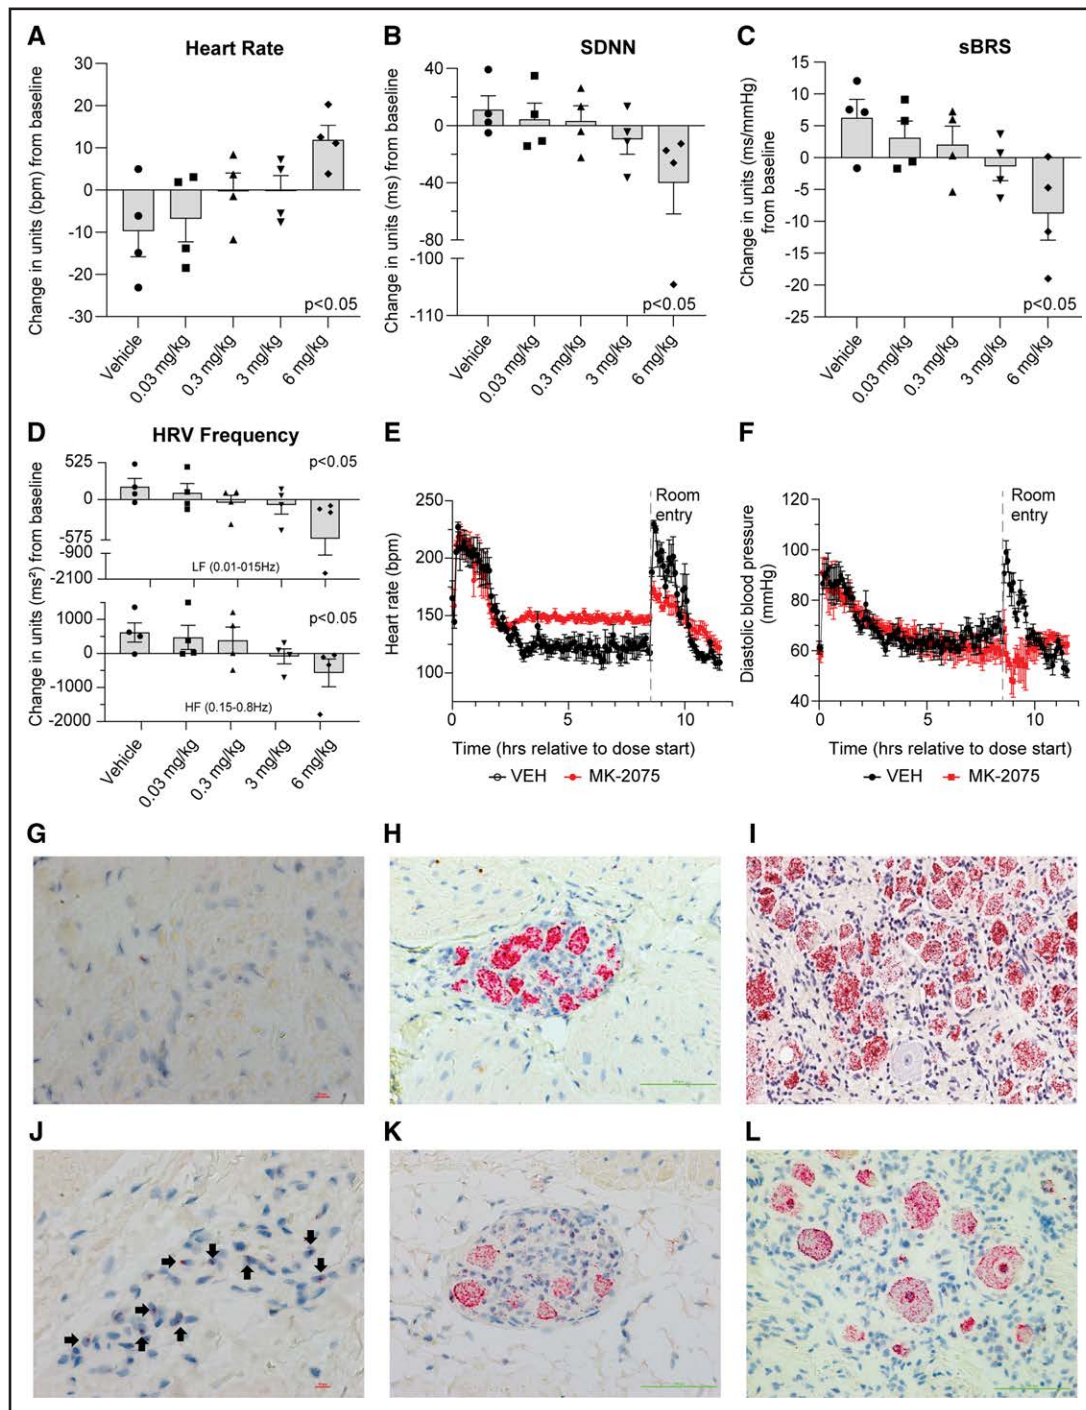 A
Heart Rate
Change in units (bpm) from baseline
30
20
10
0
-10
-20
-30
p<0.05
Vehicle
0.03 mg/kg
0.3 mg/kg
3 mg/kg
6 mg/kg
B
SDNN
Change in units (ms) from baseline
40
0
-40
-80
-100
-110
p<0.05
Vehicle
0.03 mg/kg
0.3 mg/kg
3 mg/kg
6 mg/kg
C
sBRS
Change in units (ms/mmHg)
from baseline
15
10
5
0
-5
-10
-15
-20
-25
p<0.05
Vehicle
0.03 mg/kg
0.3 mg/kg
3 mg/kg
6 mg/kg
D
HRV Frequency
Change in units (ms²) from baseline
525
0
-575
-900
-2100
p<0.05
LF (0.01-015Hz)
1000
0
-1000
-2000
p<0.05
HF (0.15-0.8Hz)
Vehicle
0.03 mg/kg
0.3 mg/kg
3 mg/kg
6 mg/kg
E
Heart rate (bpm)
250
200
150
100
Room
entry
0
5
10
Time (hrs relative to dose start)
VEH
MK-2075
F
Diastolic blood pressure
(mmHg)
120
100
80
60
40
Room
entry
0
5
10
Time (hrs relative to dose start)
VEH
MK-2075
G
H
I
J
K
L